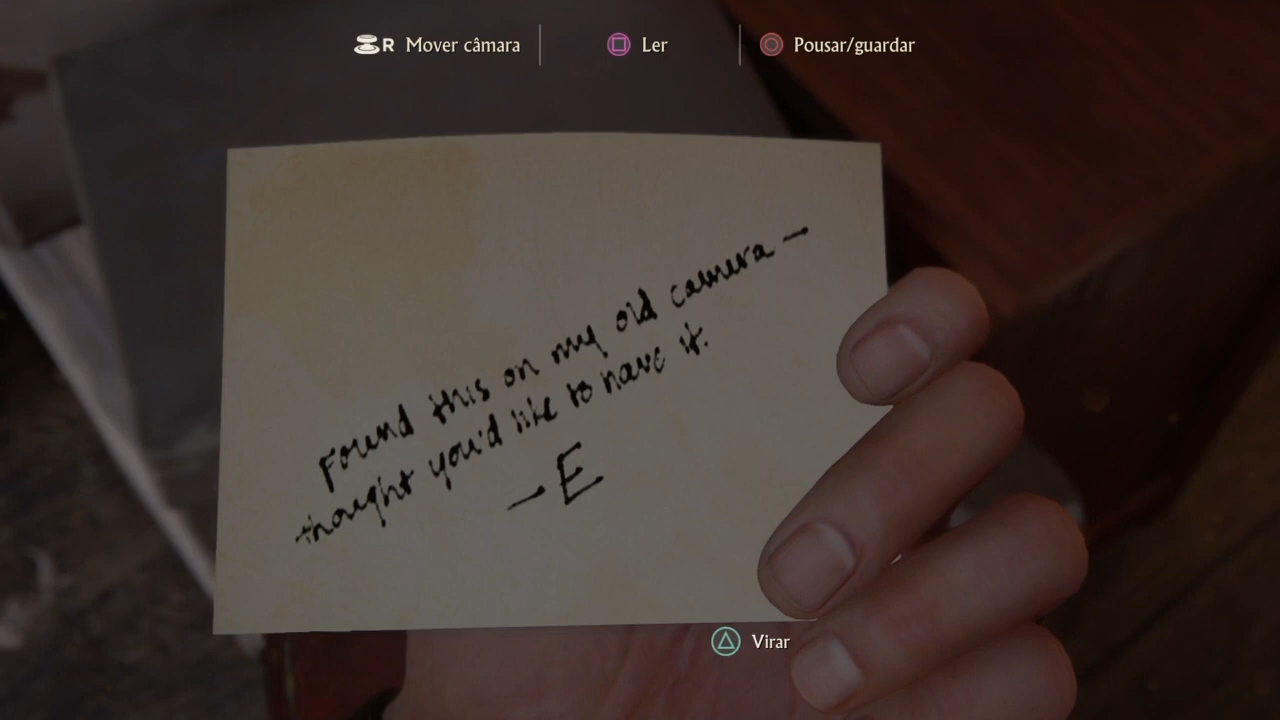 R Mover câmara
Ler
Pousar/guardar
Found this on my old camera —
thought you'd like to have it.
— E
Virar